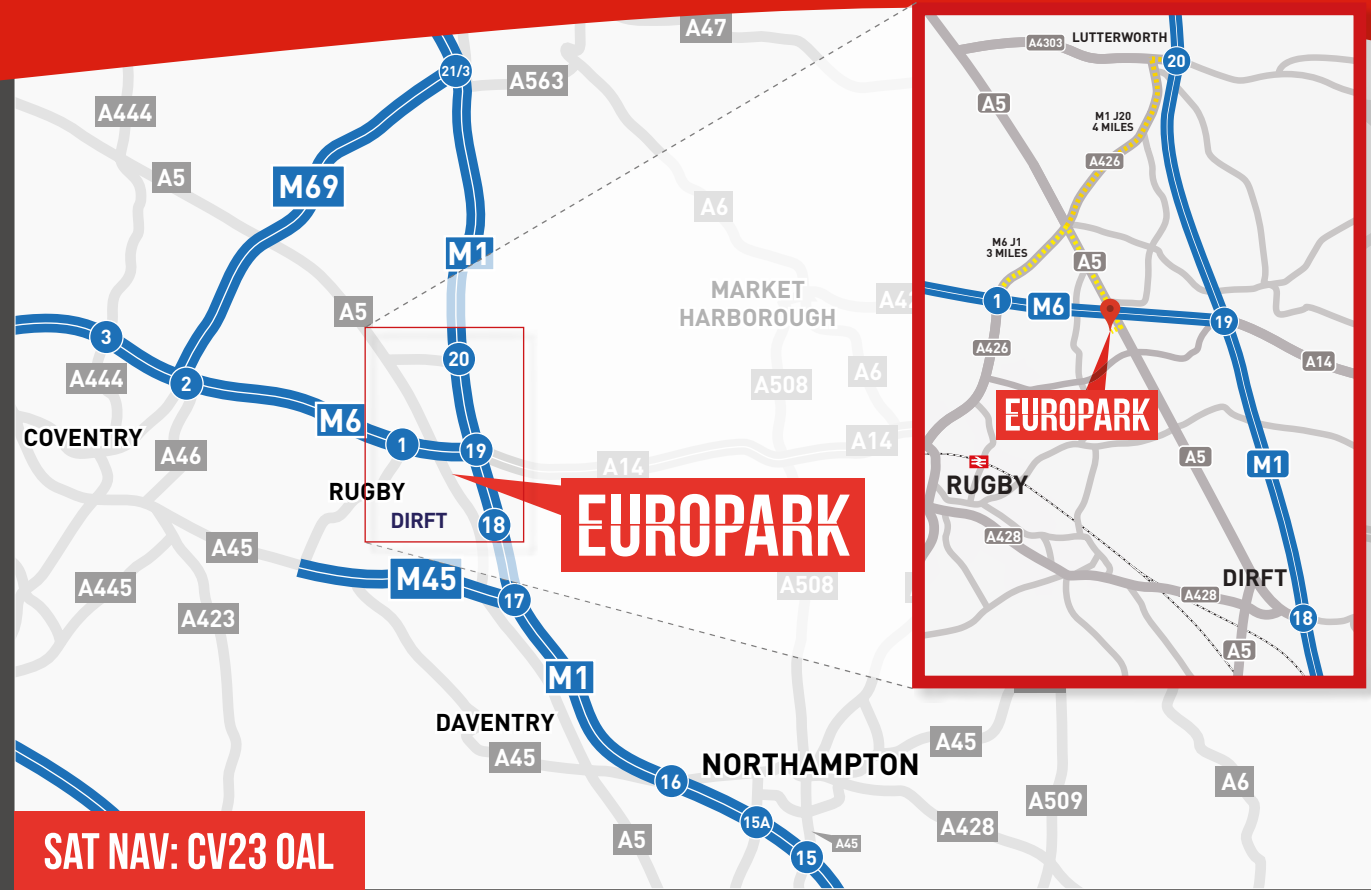 A47
21/3
A563
A444
A5
M69
A6
M1
MARKET
HARBOROUGH
A5
3
20
A444
2
A508
A6
M6
COVENTRY
1
19
A14
A46
A14
RUGBY
EUROPARK
DIRFT
18
A45
M45
A445
A508
17
A423
M1
DAVENTRY
A45
A45
NORTHAMPTON
16
A6
A509
15A
A428
A5
A45
15
SAT NAV: CV23 0AL
LUTTERWORTH
A4303
20
A5
M1 J20
4 MILES
A426
M6 J1
3 MILES
A5
1
M6
19
A426
A14
EUROPARK
A5
M1
RUGBY
A428
DIRFT
A428
18
A5